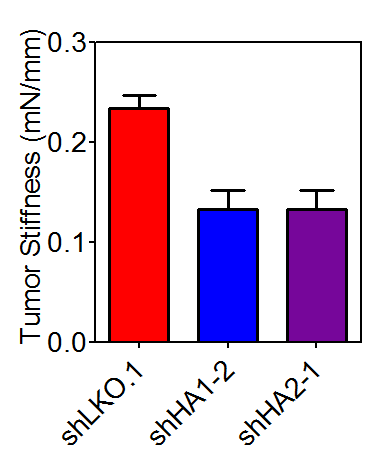 Tumor Stiffness (mN/mm)
0.3
0.2
0.1
0.0
shLKO.1
shHA1-2
shHA2-1